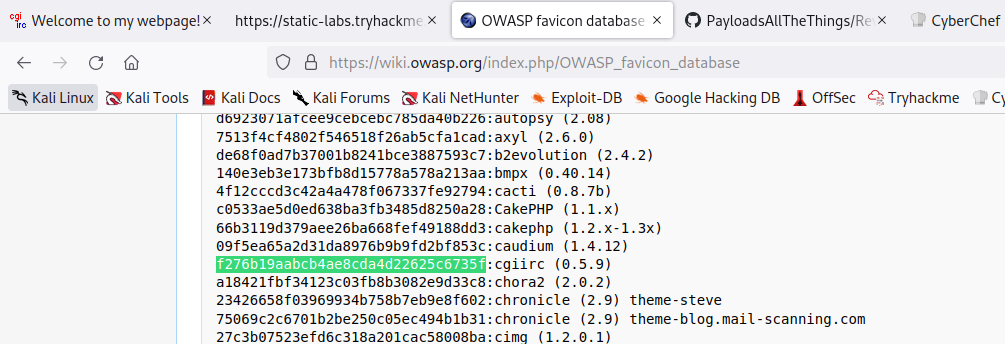 cgi irc Welcome to my webpage! https://static-labs.tryhackme OWASP favicon database PayloadsAllTheThings/Re CyberChef
https://wiki.owasp.org/index.php/OWASP_favicon_database
Kali Linux Kali Tools Kali Docs Kali Forums Kali NetHunter Exploit-DB Google Hacking DB OffSec Tryhackme Cy
d6923071afcee9cebcebc785da40b226:autopsy (2.08)
7513f4cf4802f546518f26ab5cfa1cad:axyl (2.6.0)
de68f0ad7b37001b8241bce3887593c7:b2evolution (2.4.2)
140e3eb3e173bfb8d15778a578a213aa:bmpx (0.40.14)
4f12cccd3c42a4a478f067337fe92794:cacti (0.8.7b)
c0533ae5d0ed638ba3fb3485d8250a28:CakePHP (1.1.x)
66b3119d379aee26ba668fef49188dd3:cakephp (1.2.x-1.3x)
09f5ea65a2d31da8976b9b9fd2bf853c:caudium (1.4.12)
f276b19aabcb4ae8cda4d22625c6735f:cgiirc (0.5.9)
a18421fbf34123c03fb8b3082e9d33c8:chora2 (2.0.2)
23426658f03969934b758b7eb9e8f602:chronicle (2.9) theme-steve
75069c2c6701b2be250c05ec494b1b31:chronicle (2.9) theme-blog.mail-scanning.com
27c3b07523efd6c318a201cac58008ba:cimg (1.2.0.1)